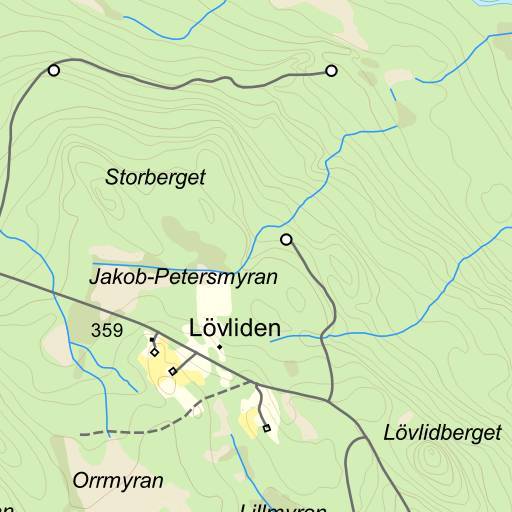 Storberget
Jakob-Petersmyran
359
Lövliden
Lövlidberget
Orrmyran
Lillmyran